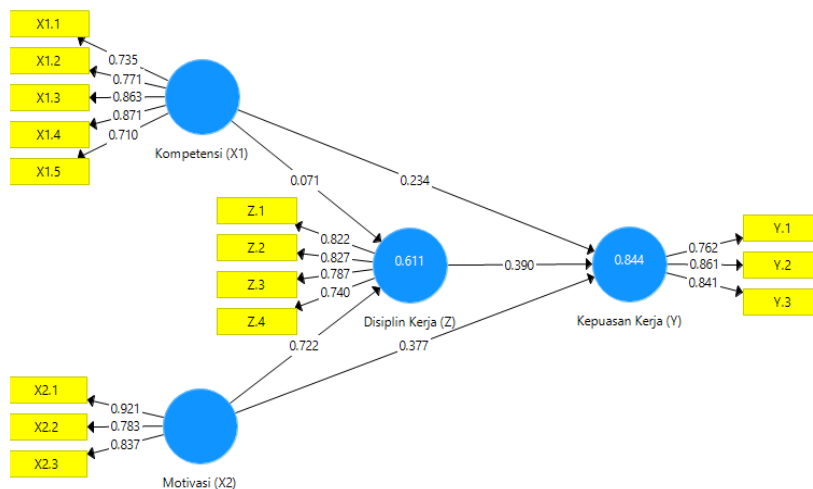 X1.1
0.735
X1.2
0.771
X1.3
0.863
X1.4
0.871
X1.5
0.710
Kompetensi (X1)
0.071
0.234
Z.1
0.822
Z.2
0.827
Z.3
0.787
Z.4
0.740
0.611
Disiplin Kerja (Z)
0.390
0.844
Kepuasan Kerja (Y)
Y.1
0.762
Y.2
0.861
Y.3
0.841
0.722
0.377
X2.1
0.921
X2.2
0.783
X2.3
0.837
Motivasi (X2)